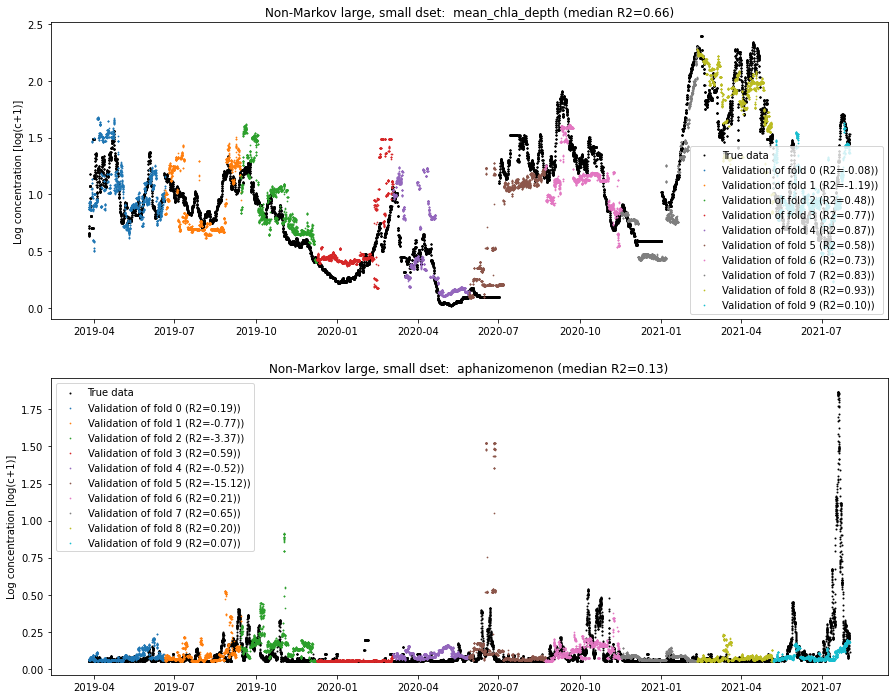 Non-Markov large, small dset:  mean_chla_depth (median R2=0.66)
Log concentration [log(c+1)]
2.5
2.0
1.5
1.0
0.5
0.0
True data
Validation of fold 0 (R2=-0.08))
Validation of fold 1 (R2=-1.19))
Validation of fold 2 (R2=0.48))
Validation of fold 3 (R2=0.77))
Validation of fold 4 (R2=0.87))
Validation of fold 5 (R2=0.58))
Validation of fold 6 (R2=0.73))
Validation of fold 7 (R2=0.83))
Validation of fold 8 (R2=0.93))
Validation of fold 9 (R2=0.10))
2019-04 2019-07 2019-10 2020-01 2020-04 2020-07 2020-10 2021-01 2021-04 2021-07
Non-Markov large, small dset:  aphanizomenon (median R2=0.13)
Log concentration [log(c+1)]
1.75
1.50
1.25
1.00
0.75
0.50
0.25
0.00
True data
Validation of fold 0 (R2=0.19))
Validation of fold 1 (R2=-0.77))
Validation of fold 2 (R2=-3.37))
Validation of fold 3 (R2=0.59))
Validation of fold 4 (R2=-0.52))
Validation of fold 5 (R2=-15.12))
Validation of fold 6 (R2=0.21))
Validation of fold 7 (R2=0.65))
Validation of fold 8 (R2=0.20))
Validation of fold 9 (R2=0.07))
2019-04 2019-07 2019-10 2020-01 2020-04 2020-07 2020-10 2021-01 2021-04 2021-07